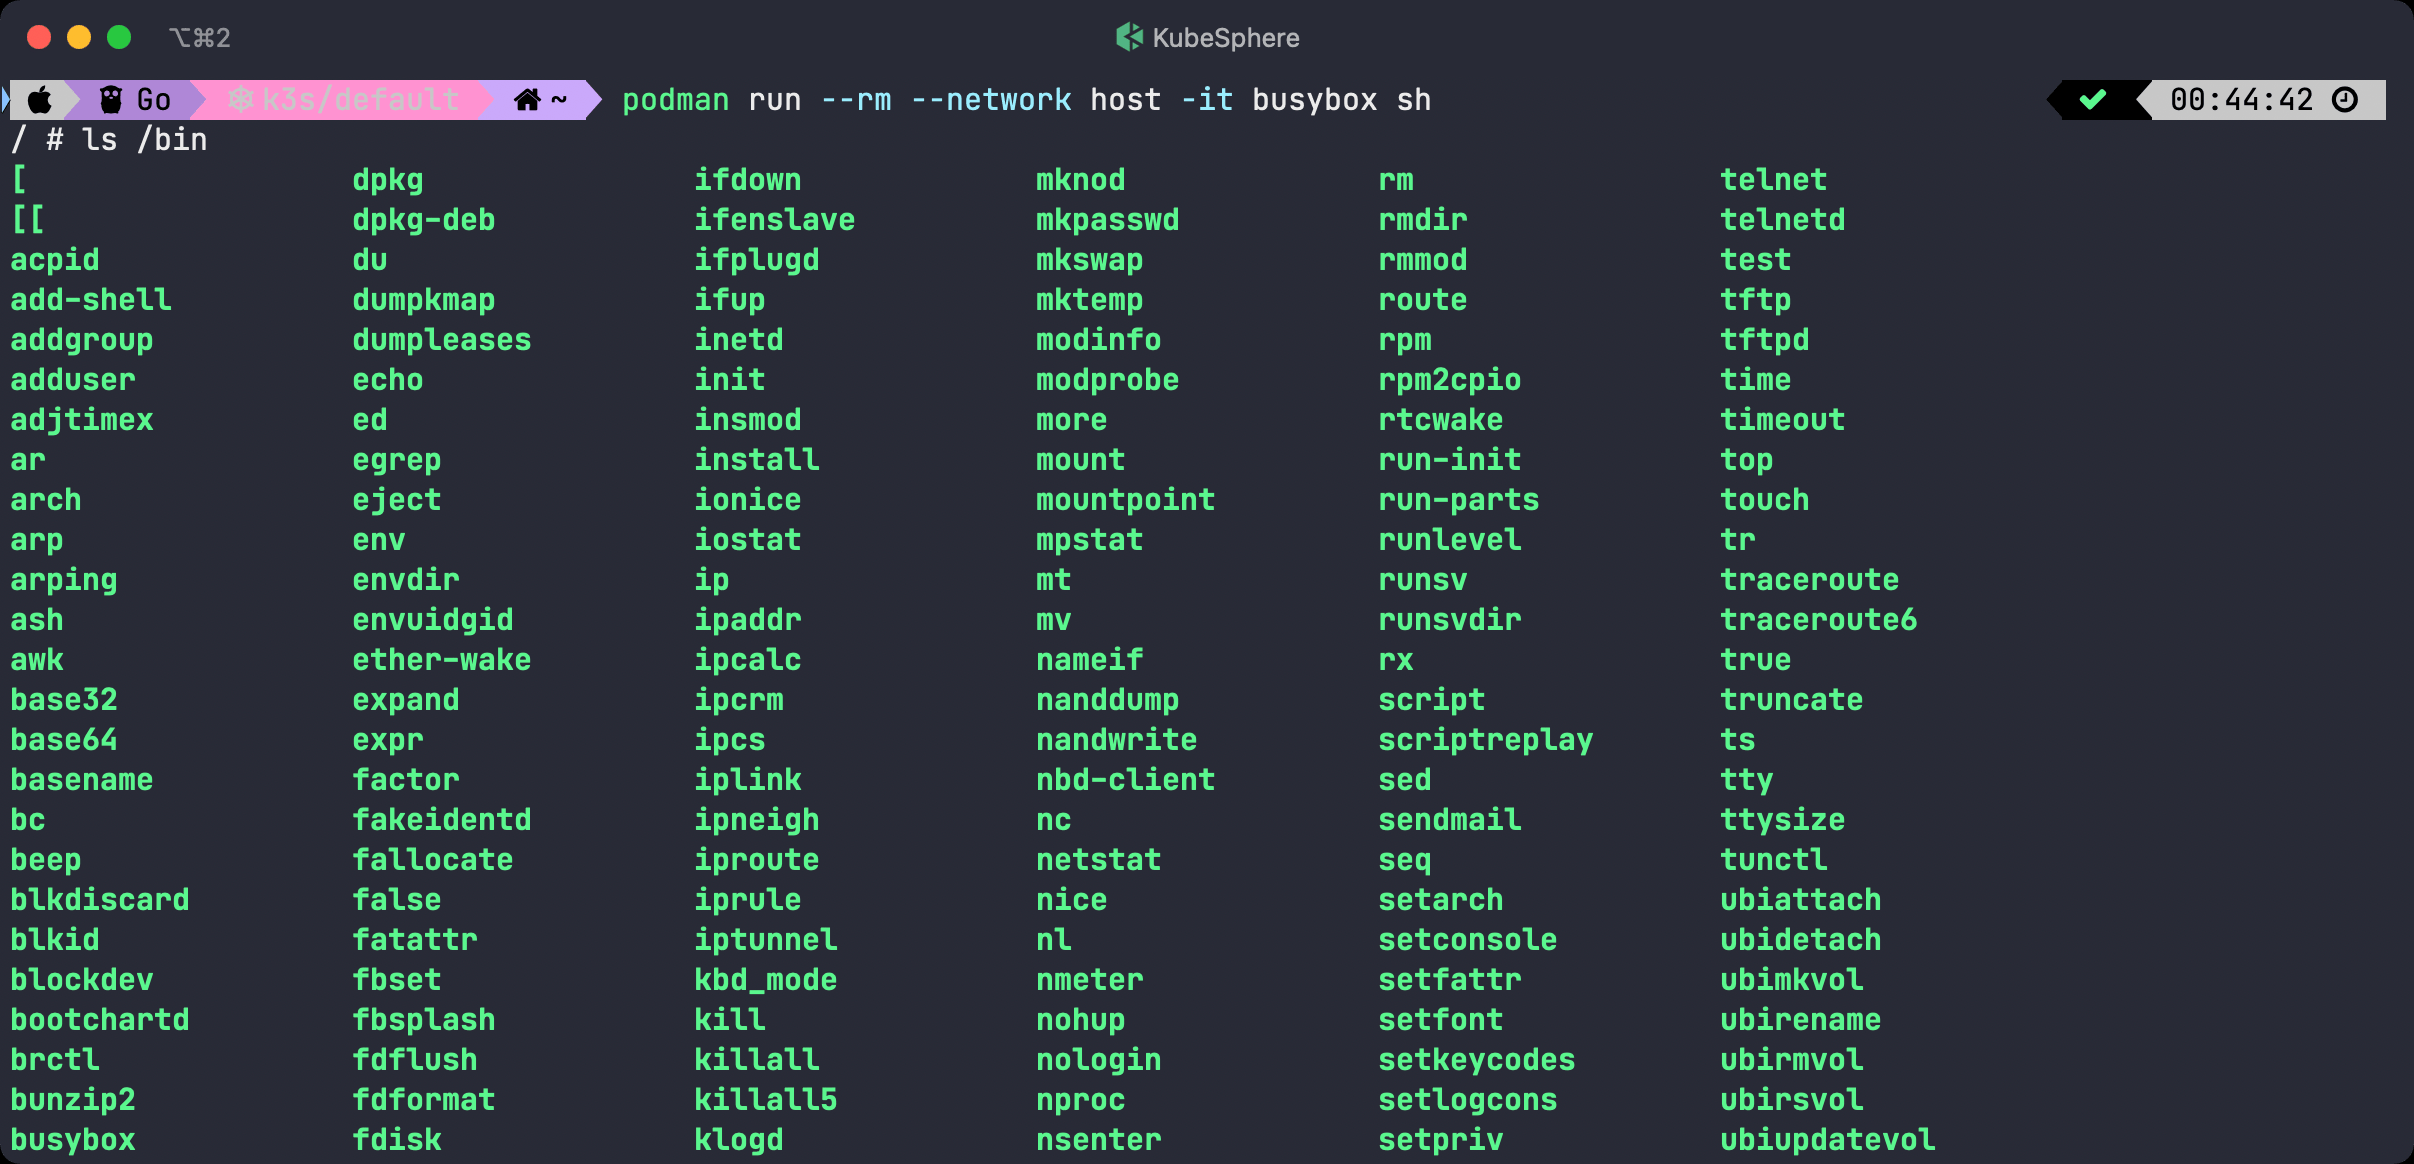 ⌥⌘2 KubeSphere
Go k3s/default ~ podman run --rm --network host -it busybox sh 00:44:42
/ # ls /bin
[ dpkg ifdown mknod rm telnet
[[ dpkg-deb ifenslave mkpasswd rmdir telnetd
acpid du ifplugd mkswap rmmod test
add-shell dumpkmap ifup mktemp route tftp
addgroup dumpleases inetd modinfo rpm tftpd
adduser echo init modprobe rpm2cpio time
adjtimex ed insmod more rtcwake timeout
ar egrep install mount run-init top
arch eject ionice mountpoint run-parts touch
arp env iostat mpstat runlevel tr
arping envdir ip mt runsv traceroute
ash envuidgid ipaddr mv runsvdir traceroute6
awk ether-wake ipcalc nameif rx true
base32 expand ipcrm nanddump script truncate
base64 expr ipcs nandwrite scriptreplay ts
basename factor iplink nbd-client sed tty
bc fakeidentd ipneigh nc sendmail ttysize
beep fallocate iproute netstat seq tunctl
blkdiscard false iprule nice setarch ubiattach
blkid fatattr iptunnel nl setconsole ubidetach
blockdev fbset kbd_mode nmeter setfattr ubimkvol
bootchartd fbsplash kill nohup setfont ubirename
brctl fdflush killall nologin setkeycodes ubirmvol
bunzip2 fdformat killall5 nproc setlogcons ubirsvol
busybox fdisk klogd nsenter setpriv ubiupdatevol